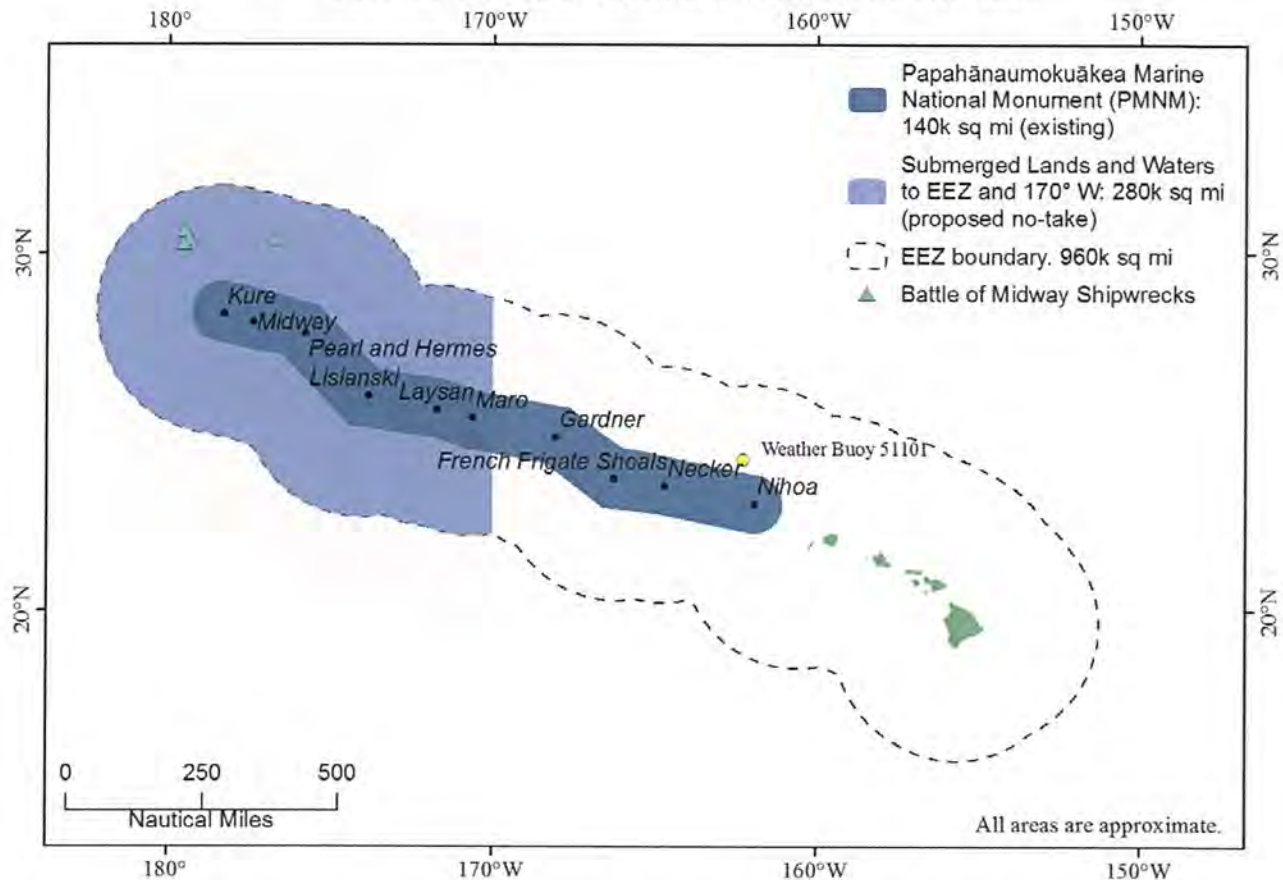 180°
170°W
160°W
150°W
Papahānaumokuākea Marine
National Monument (PMNM):
140k sq mi (existing)
Submerged Lands and Waters
to EEZ and 170° W: 280k sq mi
(proposed no-take)
EEZ boundary. 960k sq mi
Battle of Midway Shipwrecks
30°N
30°N
Kure
Midway
Pearl and Hermes
Lisianski
Laysan
Maro
Gardner
Weather Buoy 51101
French Frigate Shoals
Necker
Nihoa
20°N
20°N
0
250
500
Nautical Miles
All areas are approximate.
180°
170°W
160°W
150°W